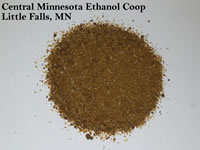 Central Minnesota Ethanol Coop
Little Falls, MN